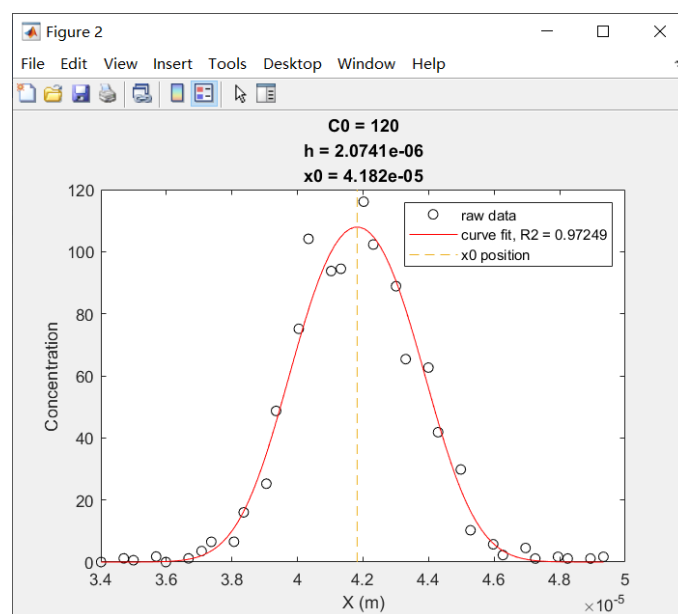 Figure 2
File Edit View Insert Tools Desktop Window Help
C0 = 120
h = 2.0741e-06
x0 = 4.182e-05
120
100
80
60
40
20
0
Concentration
raw data
curve fit, R2 = 0.97249
x0 position
3.4 3.6 3.8 4 4.2 4.4 4.6 4.8 5
X (m)
×10⁻⁵